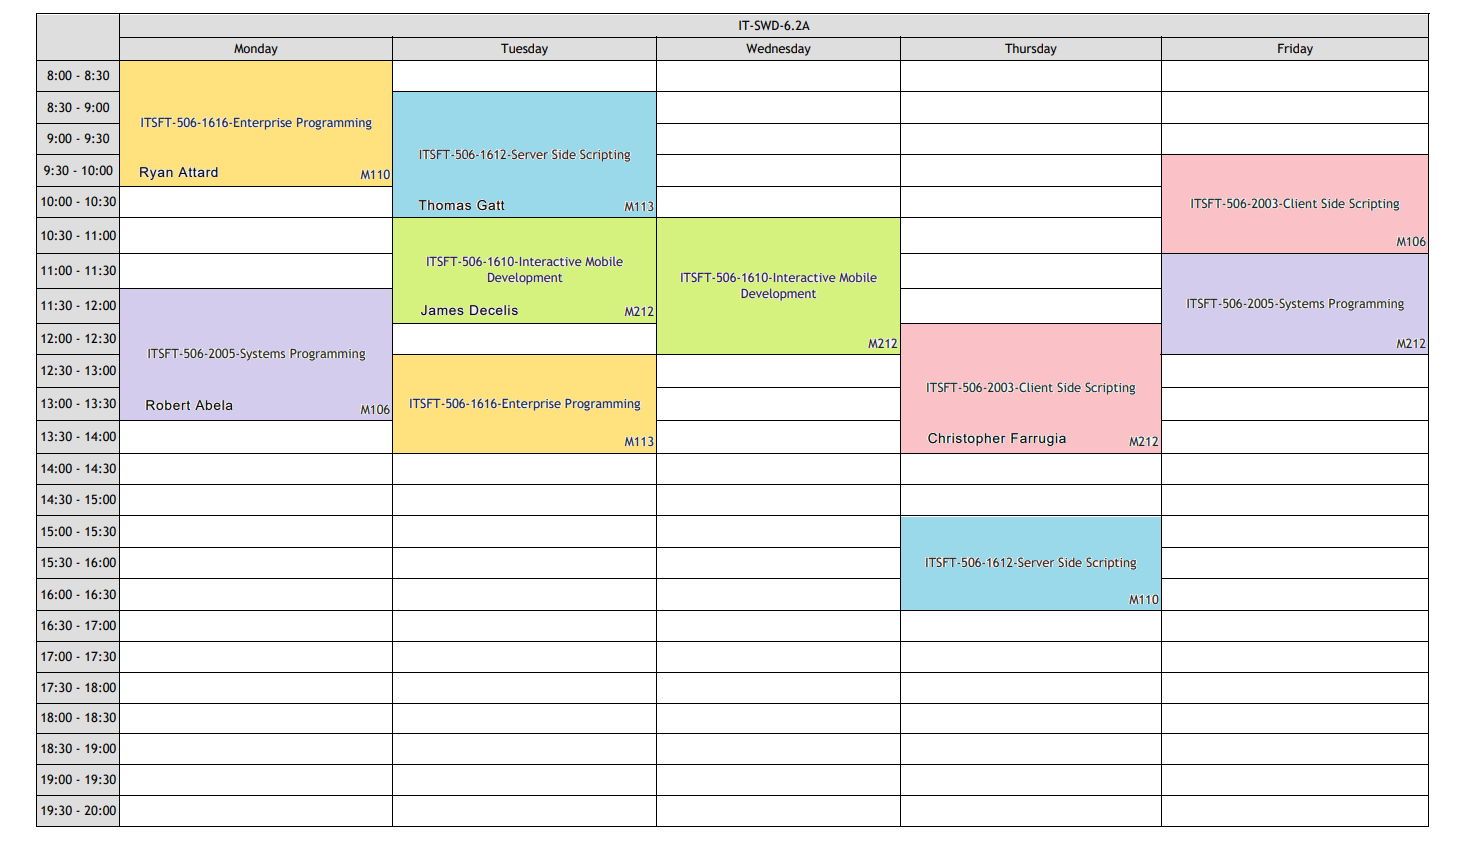 IT-SWD-6.2A
Monday
Tuesday
Wednesday
Thursday
Friday
8:00 - 8:30
8:30 - 9:00
9:00 - 9:30
9:30 - 10:00
10:00 - 10:30
10:30 - 11:00
11:00 - 11:30
11:30 - 12:00
12:00 - 12:30
12:30 - 13:00
13:00 - 13:30
13:30 - 14:00
14:00 - 14:30
14:30 - 15:00
15:00 - 15:30
15:30 - 16:00
16:00 - 16:30
16:30 - 17:00
17:00 - 17:30
17:30 - 18:00
18:00 - 18:30
18:30 - 19:00
19:00 - 19:30
19:30 - 20:00
ITSFT-506-1616-Enterprise Programming
Ryan Attard
M110
ITSFT-506-2005-Systems Programming
Robert Abela
M106
ITSFT-506-1612-Server Side Scripting
Thomas Gatt
M113
ITSFT-506-1610-Interactive Mobile
Development
James Decelis
M212
ITSFT-506-1616-Enterprise Programming
M113
ITSFT-506-1610-Interactive Mobile
Development
M212
ITSFT-506-2003-Client Side Scripting
Christopher Farrugia
M212
ITSFT-506-1612-Server Side Scripting
M110
ITSFT-506-2003-Client Side Scripting
M106
ITSFT-506-2005-Systems Programming
M212